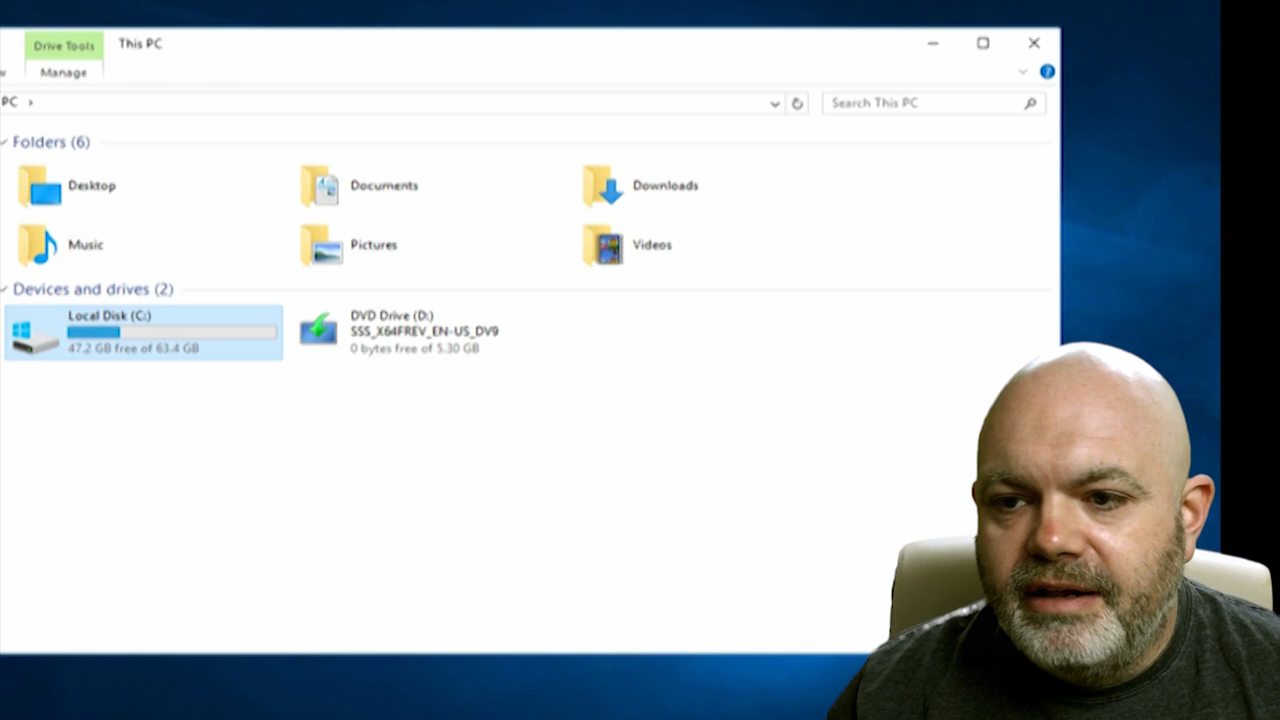 Drive Tools
This PC
Manage
PC
Search This PC
Folders (6)
Desktop
Documents
Downloads
Music
Pictures
Videos
Devices and drives (2)
Local Disk (C:)
47.2 GB free of 63.4 GB
DVD Drive (D:)
SSS_X64FREV_EN-US_DV9
0 bytes free of 5.30 GB